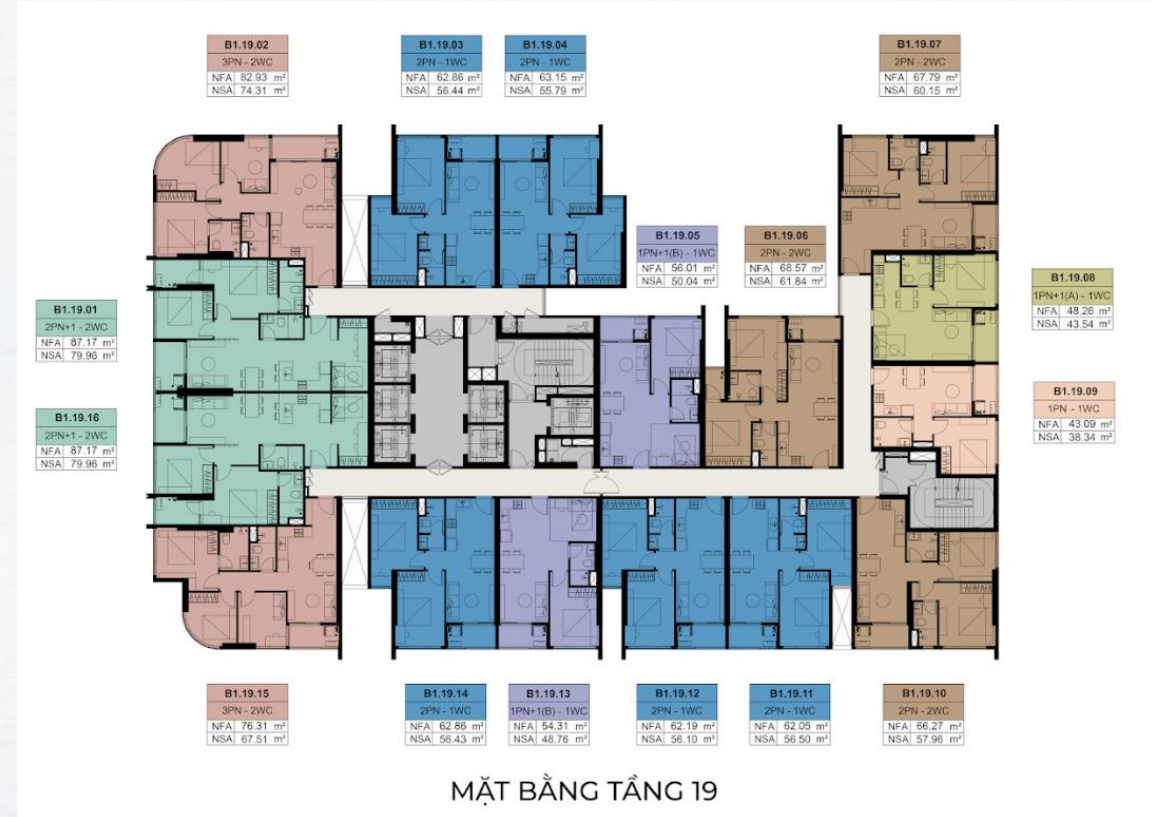 B1.19.02
3PN - 2WC
NFA 82.93 m²
NSA 74.31 m²
B1.19.03
2PN - 1WC
NFA 62.86 m²
NSA 56.44 m²
B1.19.04
2PN - 1WC
NFA 63.15 m²
NSA 55.79 m²
B1.19.07
2PN - 2WC
NFA 67.79 m²
NSA 60.15 m²
B1.19.05
1PN+1(B) - 1WC
NFA 56.01 m²
NSA 50.04 m²
B1.19.06
2PN - 2WC
NFA 68.57 m²
NSA 61.84 m²
B1.19.08
1PN+1(A) - 1WC
NFA 48.26 m²
NSA 43.54 m²
B1.19.01
2PN+1 - 2WC
NFA 87.17 m²
NSA 79.96 m²
B1.19.09
1PN - 1WC
NFA 43.09 m²
NSA 38.34 m²
B1.19.16
2PN+1 - 2WC
NFA 87.17 m²
NSA 79.96 m²
B1.19.15
3PN - 2WC
NFA 76.31 m²
NSA 67.51 m²
B1.19.14
2PN - 1WC
NFA 62.86 m²
NSA 56.43 m²
B1.19.13
1PN+1(B) - 1WC
NFA 54.31 m²
NSA 48.76 m²
B1.19.12
2PN - 1WC
NFA 62.19 m²
NSA 56.10 m²
B1.19.11
2PN - 1WC
NFA 62.05 m²
NSA 56.50 m²
B1.19.10
2PN - 2WC
NFA 66.27 m²
NSA 57.96 m²
MẶT BẰNG TẦNG 19